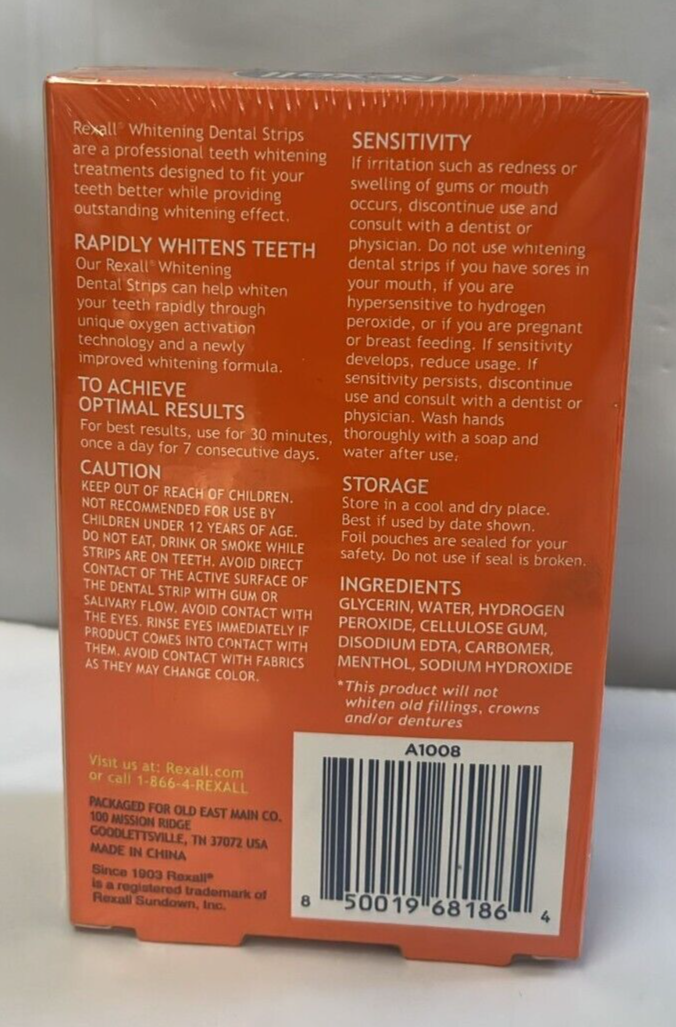 Rexall
Rexall® Whitening Dental Strips
are a professional teeth whitening
treatments designed to fit your
teeth better while providing
outstanding whitening effect.
RAPIDLY WHITENS TEETH
Our Rexall® Whitening
Dental Strips can help whiten
your teeth rapidly through
unique oxygen activation
technology and a newly
improved whitening formula.
TO ACHIEVE
OPTIMAL RESULTS
For best results, use for 30 minutes,
once a day for 7 consecutive days.
CAUTION
KEEP OUT OF REACH OF CHILDREN.
NOT RECOMMENDED FOR USE BY
CHILDREN UNDER 12 YEARS OF AGE.
DO NOT EAT, DRINK OR SMOKE WHILE
STRIPS ARE ON TEETH. AVOID DIRECT
CONTACT OF THE ACTIVE SURFACE OF
THE DENTAL STRIP WITH GUM OR
SALIVARY FLOW. AVOID CONTACT WITH
THE EYES. RINSE EYES IMMEDIATELY IF
PRODUCT COMES INTO CONTACT WITH
THEM. AVOID CONTACT WITH FABRICS
AS THEY MAY CHANGE COLOR.
Visit us at: Rexall.com
or call 1-866-4-REXALL
PACKAGED FOR OLD EAST MAIN CO.
100 MISSION RIDGE
GOODLETTSVILLE, TN 37072 USA
MADE IN CHINA
Since 1903 Rexall®
is a registered trademark of
Rexall Sundown, Inc.
SENSITIVITY
If irritation such as redness or
swelling of gums or mouth
occurs, discontinue use and
consult with a dentist or
physician. Do not use whitening
dental strips if you have sores in
your mouth, if you are
hypersensitive to hydrogen
peroxide, or if you are pregnant
or breast feeding. If sensitivity
develops, reduce usage. If
sensitivity persists, discontinue
use and consult with a dentist or
physician. Wash hands
thoroughly with a soap and
water after use.
STORAGE
Store in a cool and dry place.
Best if used by date shown.
Foil pouches are sealed for your
safety. Do not use if seal is broken.
INGREDIENTS
GLYCERIN, WATER, HYDROGEN
PEROXIDE, CELLULOSE GUM,
DISODIUM EDTA, CARBOMER,
MENTHOL, SODIUM HYDROXIDE
*This product will not
whiten old fillings, crowns
and/or dentures
A1008
8 50019 68186 4